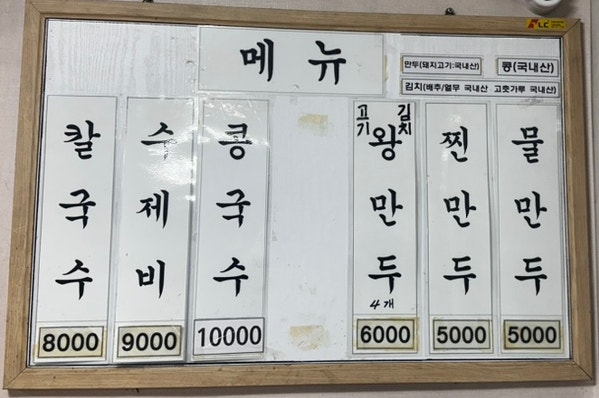 메뉴
만두(돼지고기:국내산)
콩(국내산)
김치(배추/열무 국내산 고춧가루 국내산)
칼국수
8000
수제비
9000
콩국수
10000
고기
김치
왕만두
4개
6000
찐만두
5000
물만두
5000